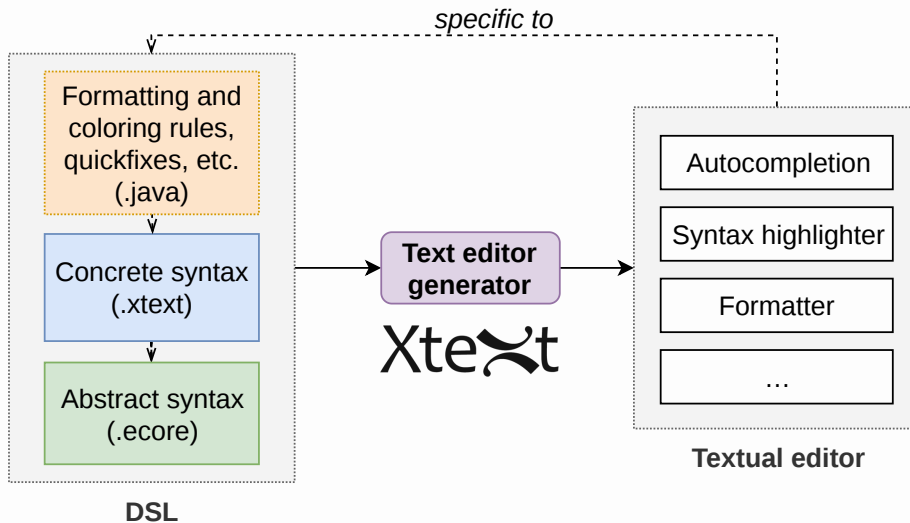 specific to
Formatting and
coloring rules,
quickfixes, etc.
(.java)
Concrete syntax
(.xtext)
Abstract syntax
(.ecore)
DSL
Text editor
generator
Xtext
Autocompletion
Syntax highlighter
Formatter
...
Textual editor